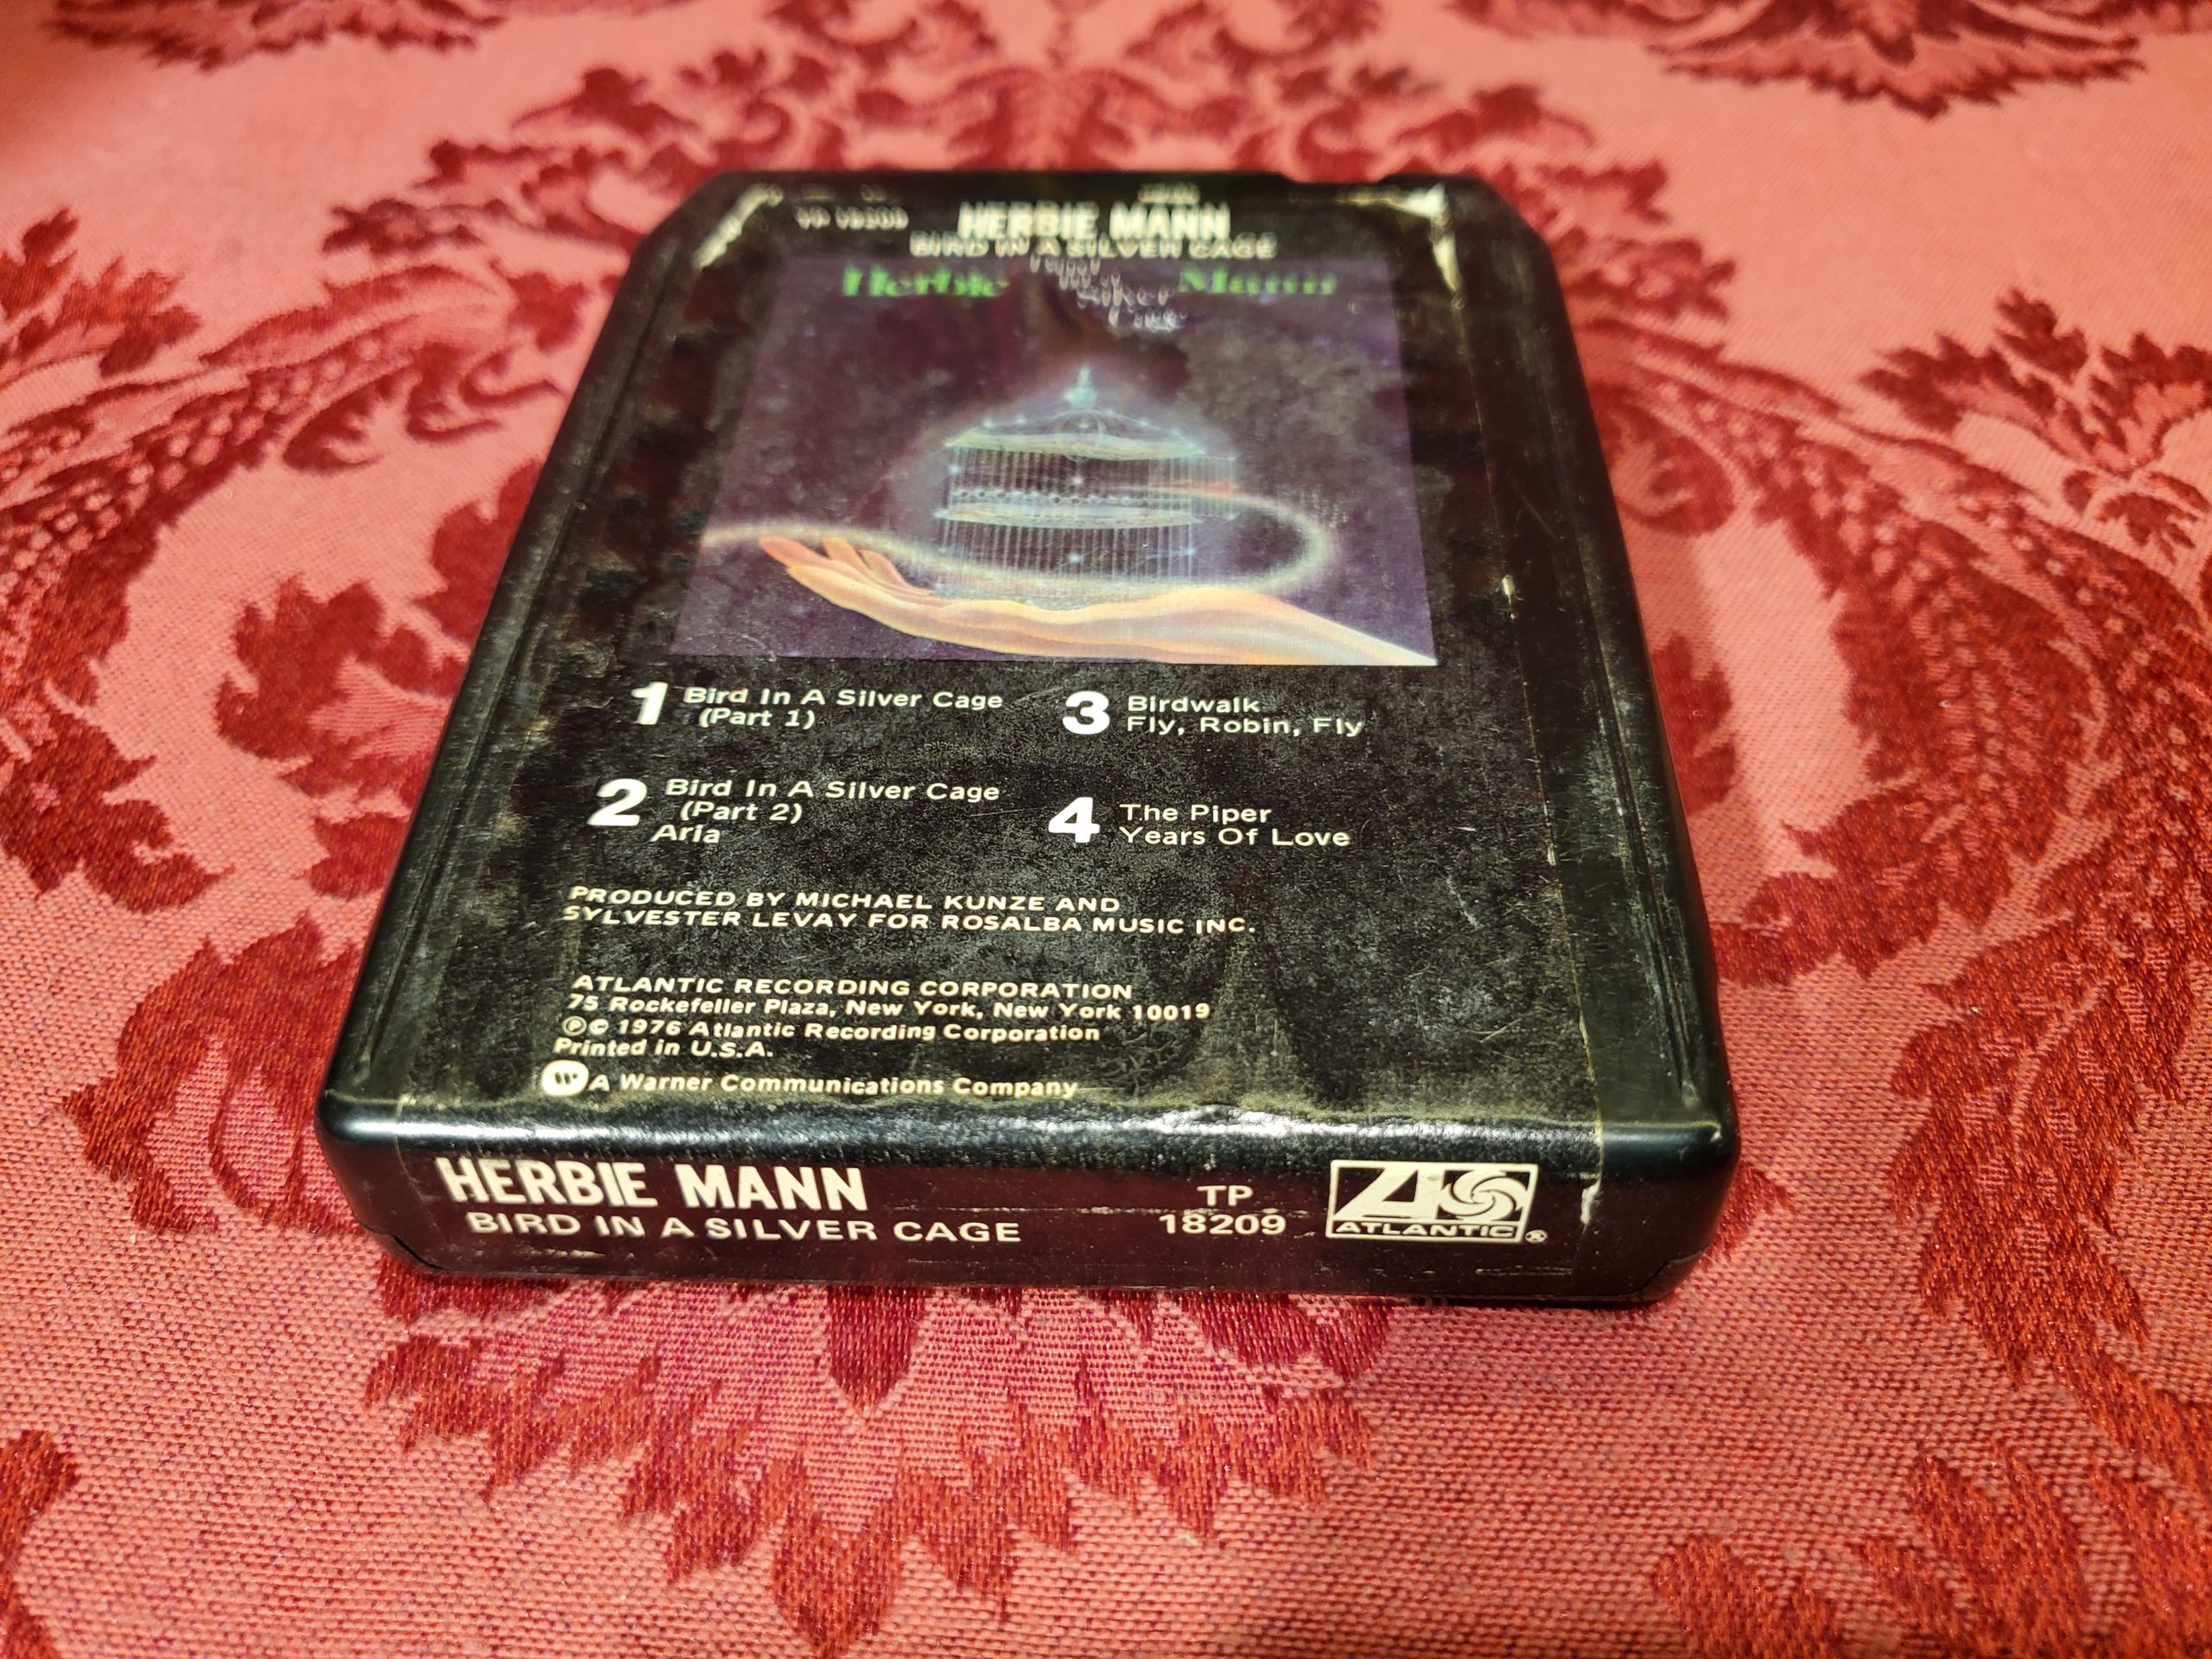 HERBIE MANN
BIRD IN A SILVER CAGE
Herbie Mann
1 Bird In A Silver Cage
(Part 1)
2 Bird In A Silver Cage
(Part 2)
Aria
3 Birdwalk
Fly, Robin, Fly
4 The Piper
Years Of Love
PRODUCED BY MICHAEL KUNZE AND
SYLVESTER LEVAY FOR ROSALBA MUSIC INC.
ATLANTIC RECORDING CORPORATION
75 Rockefeller Plaza, New York, New York 10019
℗© 1976 Atlantic Recording Corporation
Printed in U.S.A.
W A Warner Communications Company
HERBIE MANN
BIRD IN A SILVER CAGE
TP
18209
ATLANTIC®